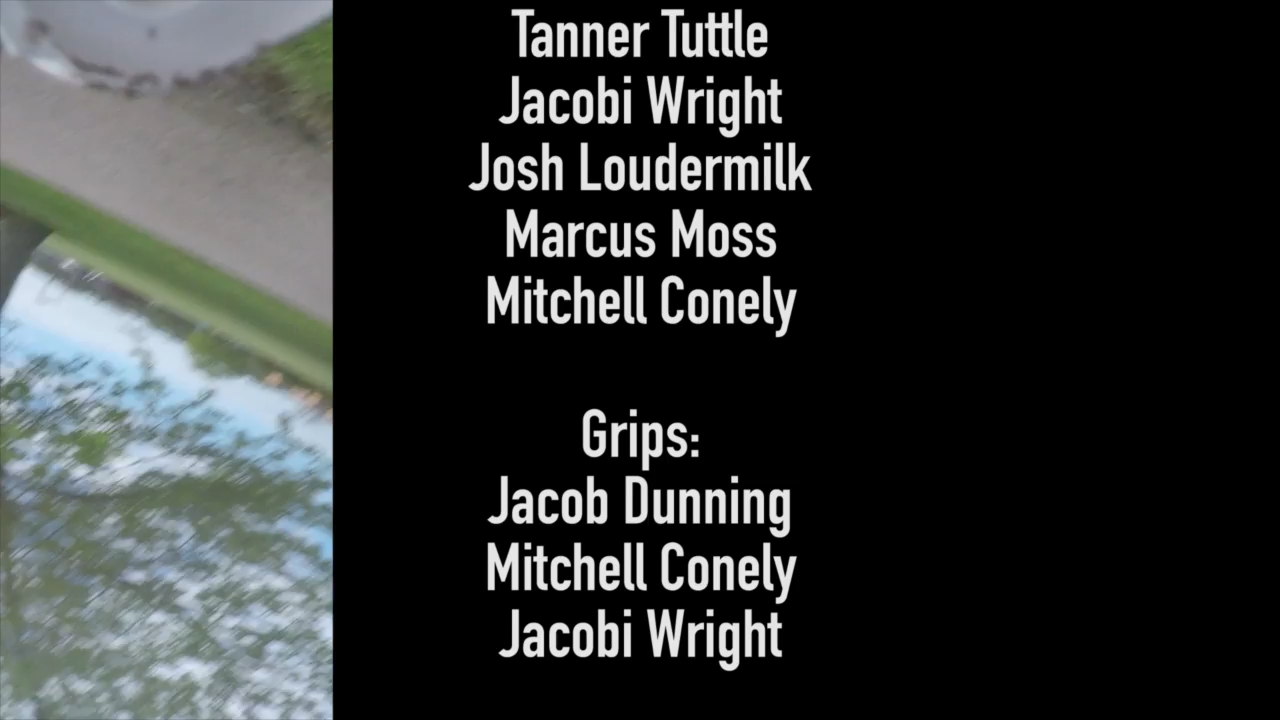 Tanner Tuttle
Jacobi Wright
Josh Loudermilk
Marcus Moss
Mitchell Conely
Grips:
Jacob Dunning
Mitchell Conely
Jacobi Wright